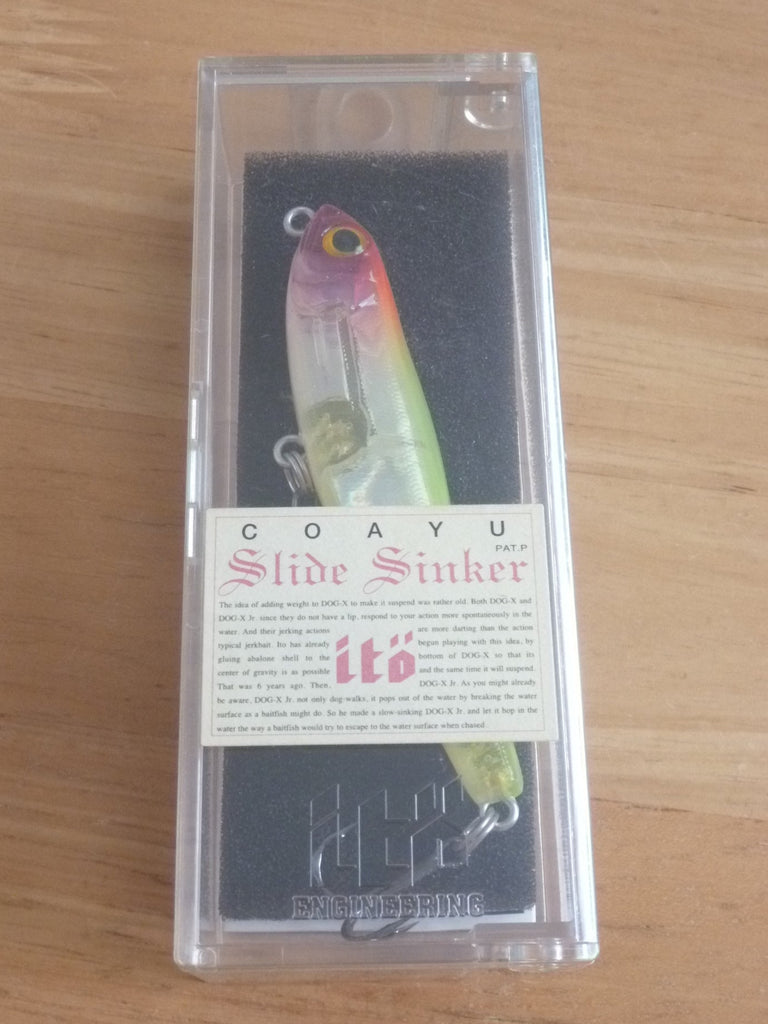 COAYU
PAT.P
Slide Sinker
The idea of adding weight to DOG-X to make it suspend was rather old. Both DOG-X and
DOG-X Jr. since they do not have a lip, respond to your action more spontaneously in the
water. And their jerking actions are more darting than the action
typical jerkbait. Ito has already begun playing with this idea, by
gluing abalone shell to the bottom of DOG-X so that its
center of gravity is as possible and the same time it will suspend.
That was 6 years ago. Then, DOG-X Jr. As you might already
itö
be aware, DOG-X Jr. not only dog-walks, it pops out of the water by breaking the water
surface as a baitfish might do. So he made a slow-sinking DOG-X Jr. and let it hop in the
water the way a baitfish would try to escape to the water surface when chased.
itö
ENGINEERING